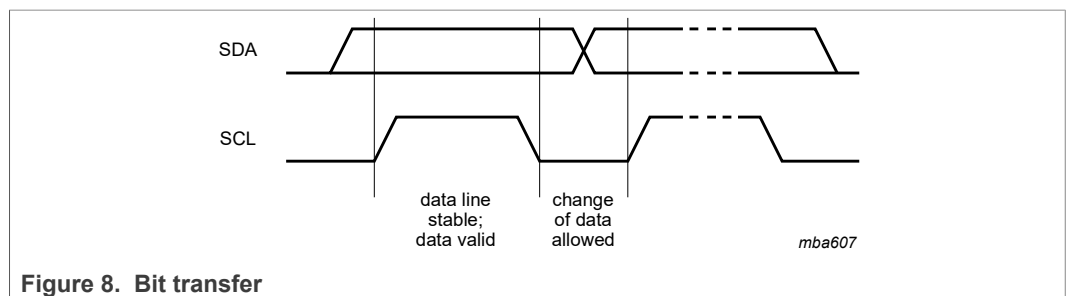 SDA
SCL
data line
stable;
data valid
change
of data
allowed
mba607
Figure 8. Bit transfer